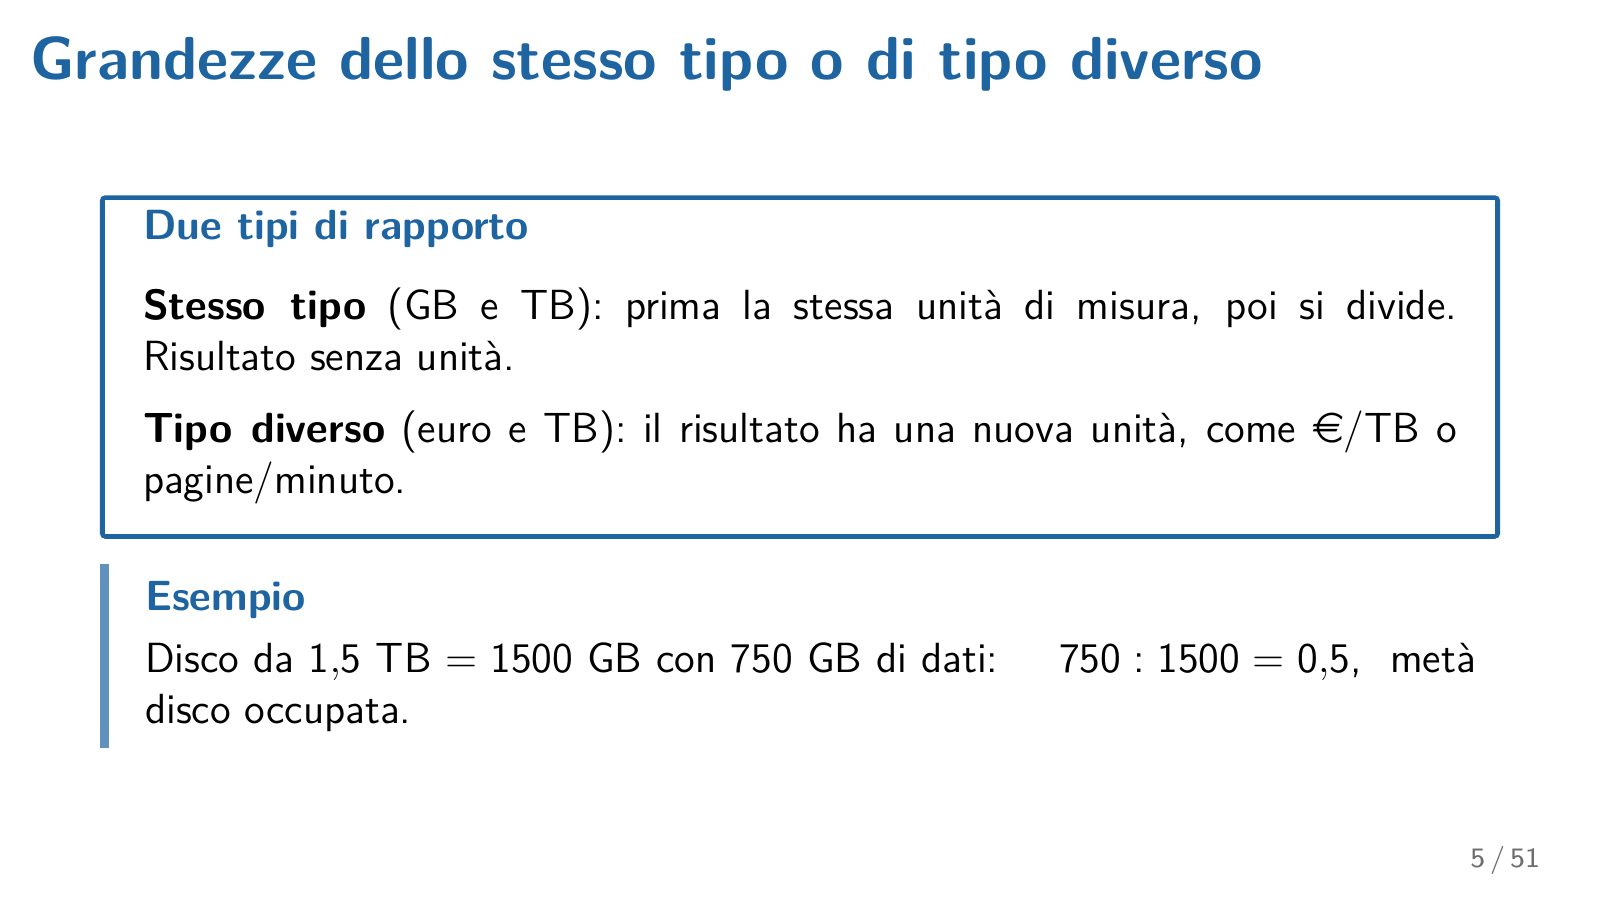 Grandezze dello stesso tipo o di tipo diverso
Due tipi di rapporto
Stesso tipo (GB e TB): prima la stessa unità di misura, poi si divide.
Risultato senza unità.
Tipo diverso (euro e TB): il risultato ha una nuova unità, come €/TB o
pagine/minuto.
Esempio
Disco da 1,5 TB = 1500 GB con 750 GB di dati: 750 : 1500 = 0,5, metà
disco occupata.
5 / 51